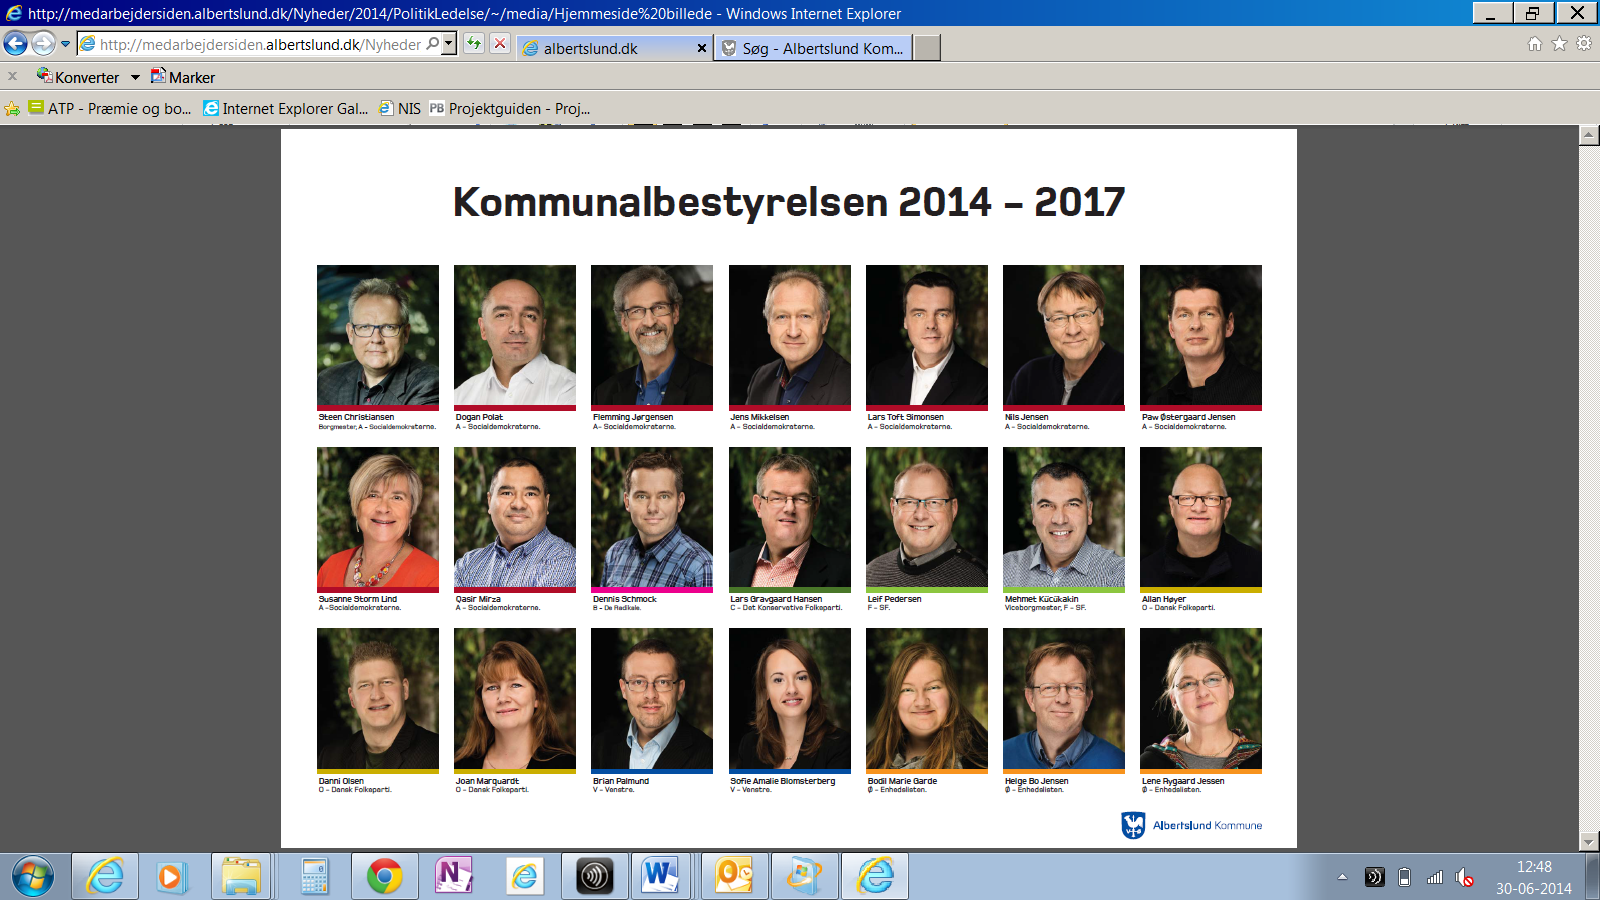 http://medarbejdersiden.albertslund.dk/Nyheder/2014/PolitikLedelse/~/media/Hjemmeside%20billede - Windows Internet Explorer
http://medarbejdersiden.albertslund.dk/Nyheder
albertslund.dk
Søg - Albertslund Kom...
Konverter
Marker
ATP - Præmie og bo...
Internet Explorer Gal...
NIS
PB Projektguiden - Proj...
Kommunalbestyrelsen 2014 – 2017
Steen Christiansen
Borgmester, A – Socialdemokraterne.
Dogan Polat
A – Socialdemokraterne.
Flemming Jørgensen
A– Socialdemokraterne.
Jens Mikkelsen
A – Socialdemokraterne.
Lars Toft Simonsen
A – Socialdemokraterne.
Nils Jensen
A – Socialdemokraterne.
Paw Østergaard Jensen
A – Socialdemokraterne.
Susanne Storm Lind
A –Socialdemokraterne.
Qasir Mirza
A – Socialdemokraterne.
Dennis Schmock
B – De Radikale.
Lars Gravgaard Hansen
C – Det Konservative Folkeparti.
Leif Pedersen
F – SF.
Mehmet Kücükakin
Viceborgmester, F – SF.
Allan Høyer
O – Dansk Folkeparti.
Danni Olsen
O – Dansk Folkeparti.
Joan Marquardt
O – Dansk Folkeparti.
Brian Palmund
V – Venstre.
Sofie Amalie Blomsterberg
V – Venstre.
Bodil Marie Garde
Ø – Enhedslisten.
Helge Bo Jensen
Ø – Enhedslisten.
Lene Rygaard Jessen
Ø – Enhedslisten.
Albertslund Kommune
12:48
30-06-2014